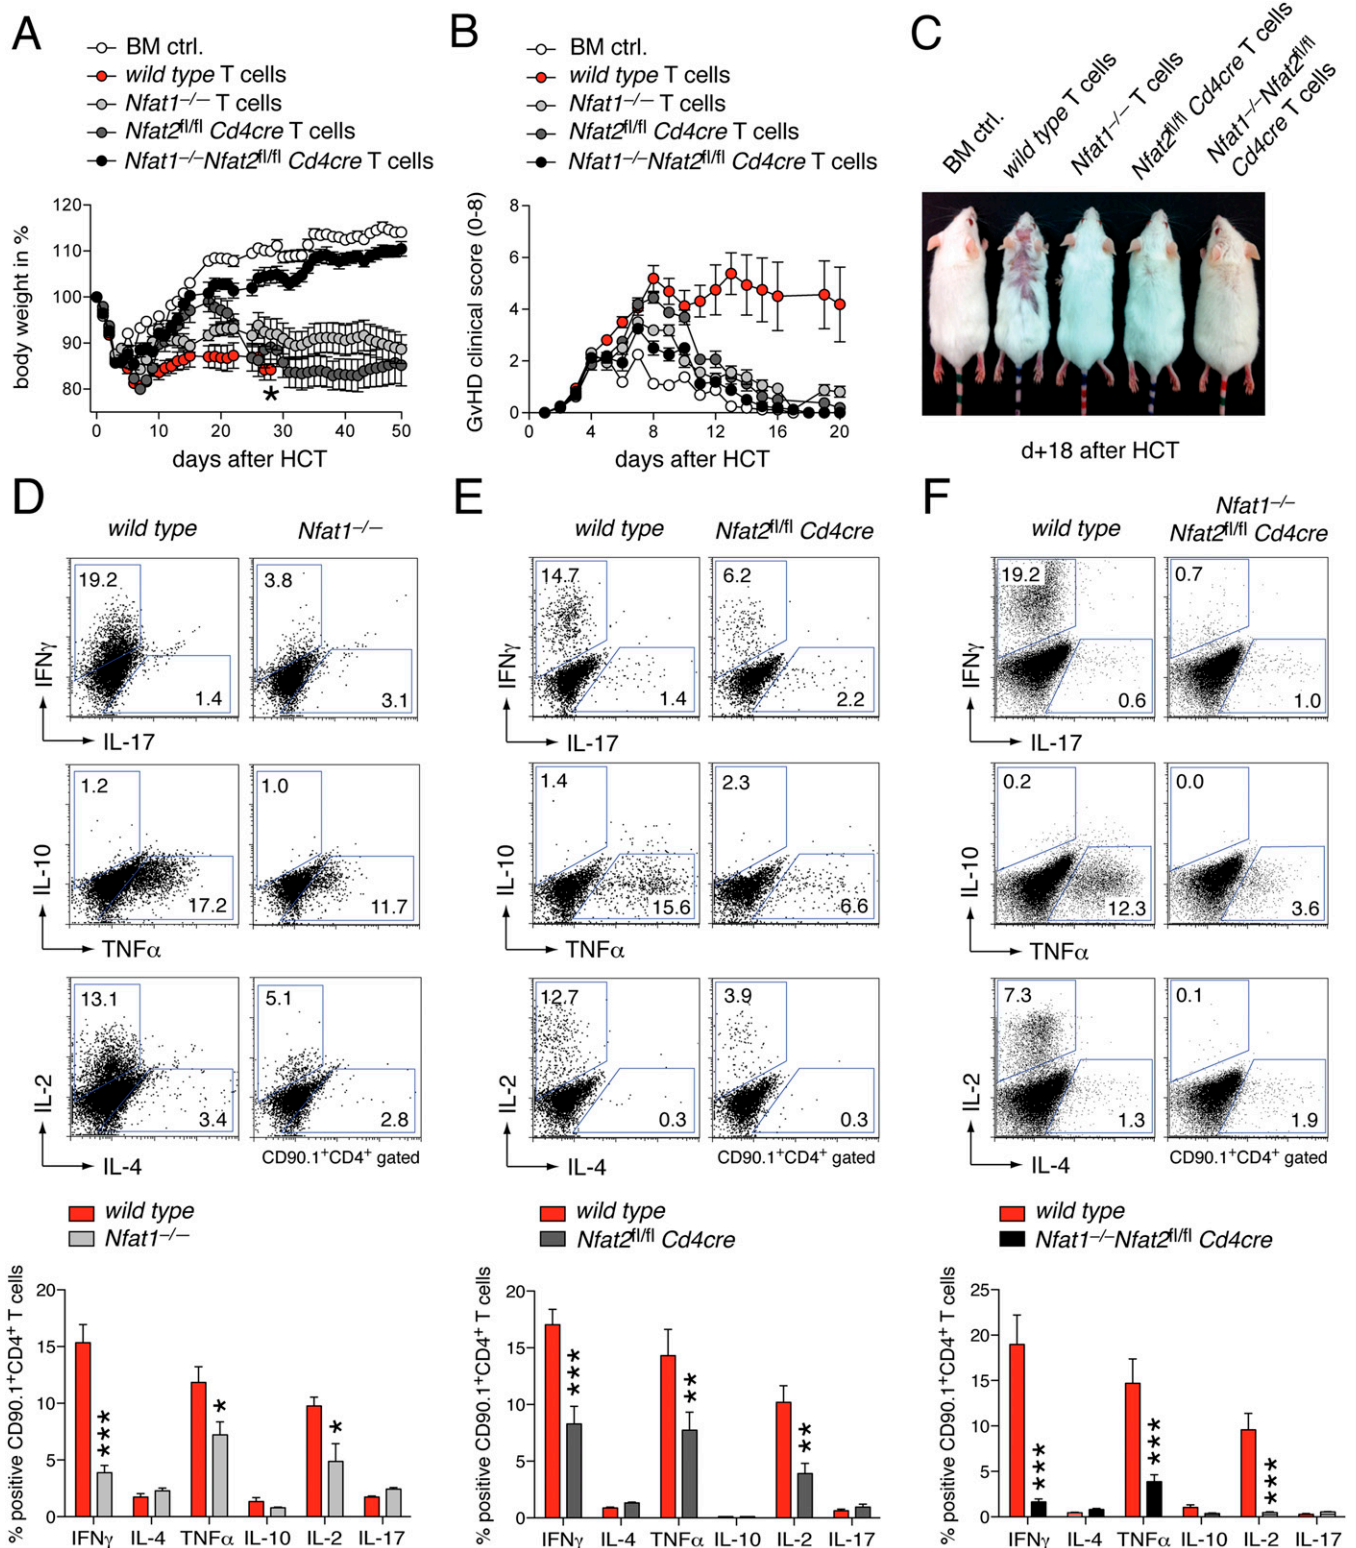 A
BM ctrl.
wild type T cells
Nfat1–/– T cells
Nfat2fl/fl Cd4cre T cells
Nfat1–/–Nfat2fl/fl Cd4cre T cells
body weight in %
120
110
100
90
80
*
0 10 20 30 40 50
days after HCT
B
BM ctrl.
wild type T cells
Nfat1–/– T cells
Nfat2fl/fl Cd4cre T cells
Nfat1–/–Nfat2fl/fl Cd4cre T cells
GvHD clinical score (0-8)
8
6
4
2
0
0 4 8 12 16 20
days after HCT
C
BM ctrl.
wild type T cells
Nfat1–/– T cells
Nfat2fl/fl Cd4cre T cells
Nfat1–/–Nfat2fl/fl
Cd4cre T cells
d+18 after HCT
D
wild type Nfat1–/–
19.2 3.8
IFNγ
1.4 3.1
IL-17
1.2 1.0
IL-10
17.2 11.7
TNFα
13.1 5.1
IL-2
3.4 2.8
IL-4 CD90.1+CD4+ gated
wild type
Nfat1–/–
% positive CD90.1+CD4+ T cells
20
15
10
5
0
*** * *
IFNγ IL-4 TNFα IL-10 IL-2 IL-17
E
wild type Nfat2fl/fl Cd4cre
14.7 6.2
IFNγ
1.4 2.2
IL-17
1.4 2.3
IL-10
15.6 6.6
TNFα
12.7 3.9
IL-2
0.3 0.3
IL-4 CD90.1+CD4+ gated
wild type
Nfat2fl/fl Cd4cre
% positive CD90.1+CD4+ T cells
20
15
10
5
0
*** ** **
IFNγ IL-4 TNFα IL-10 IL-2 IL-17
F
wild type Nfat1–/–
Nfat2fl/fl Cd4cre
19.2 0.7
IFNγ
0.6 1.0
IL-17
0.2 0.0
IL-10
12.3 3.6
TNFα
7.3 0.1
IL-2
1.3 1.9
IL-4 CD90.1+CD4+ gated
wild type
Nfat1–/–Nfat2fl/fl Cd4cre
% positive CD90.1+CD4+ T cells
25
20
15
10
5
0
*** *** ***
IFNγ IL-4 TNFα IL-10 IL-2 IL-17